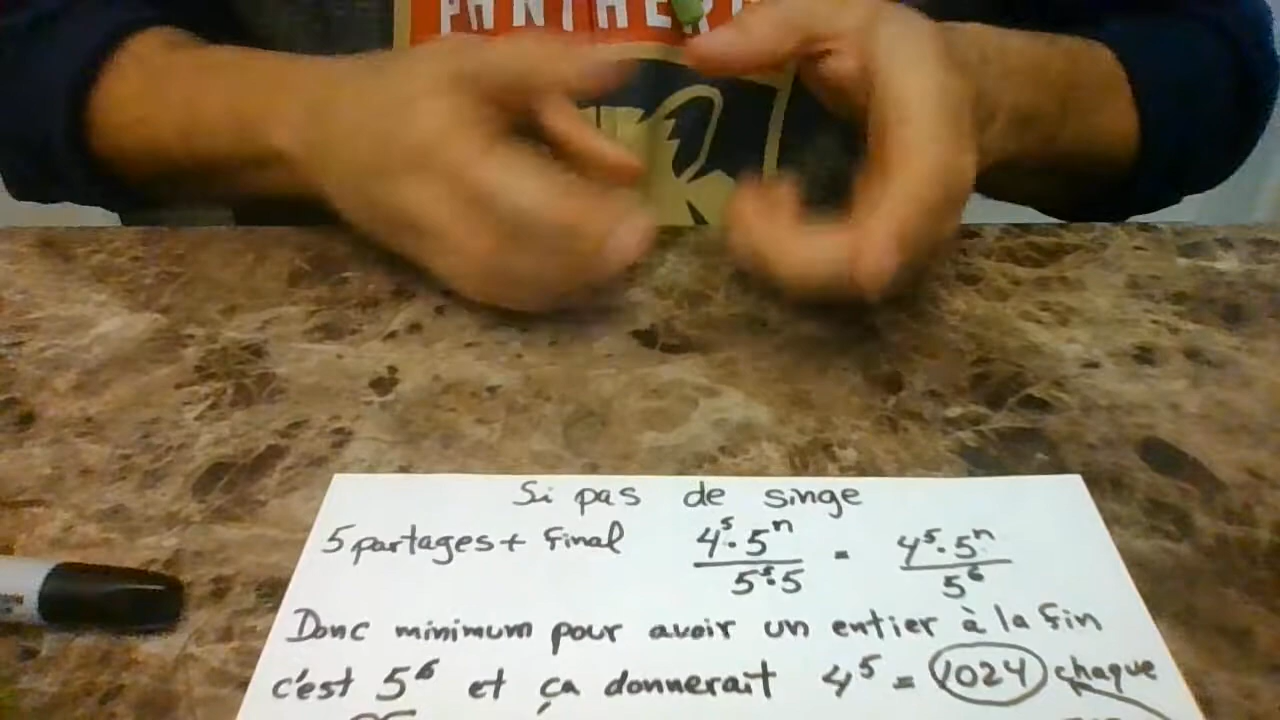 PANTHER
Si pas de singe
5 partages + final 4⁵·5ⁿ / 5⁵·5 = 4⁵·5ⁿ / 5⁶
Donc minimum pour avoir un entier à la fin
c'est 5⁶ et ça donnerait 4⁵ = 1024 chaque